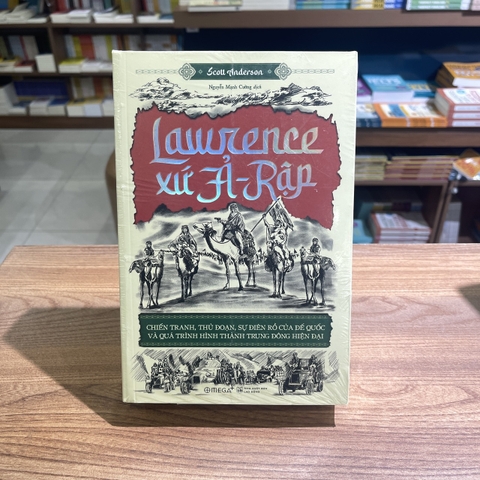 Scott Anderson
Nguyễn Mạnh Cường dịch
Lawrence
xứ Ả-Rập
CHIẾN TRANH, THỦ ĐOẠN, SỰ ĐIÊN RỒ CỦA ĐẾ QUỐC
VÀ QUÁ TRÌNH HÌNH THÀNH TRUNG ĐÔNG HIỆN ĐẠI
OMEGA